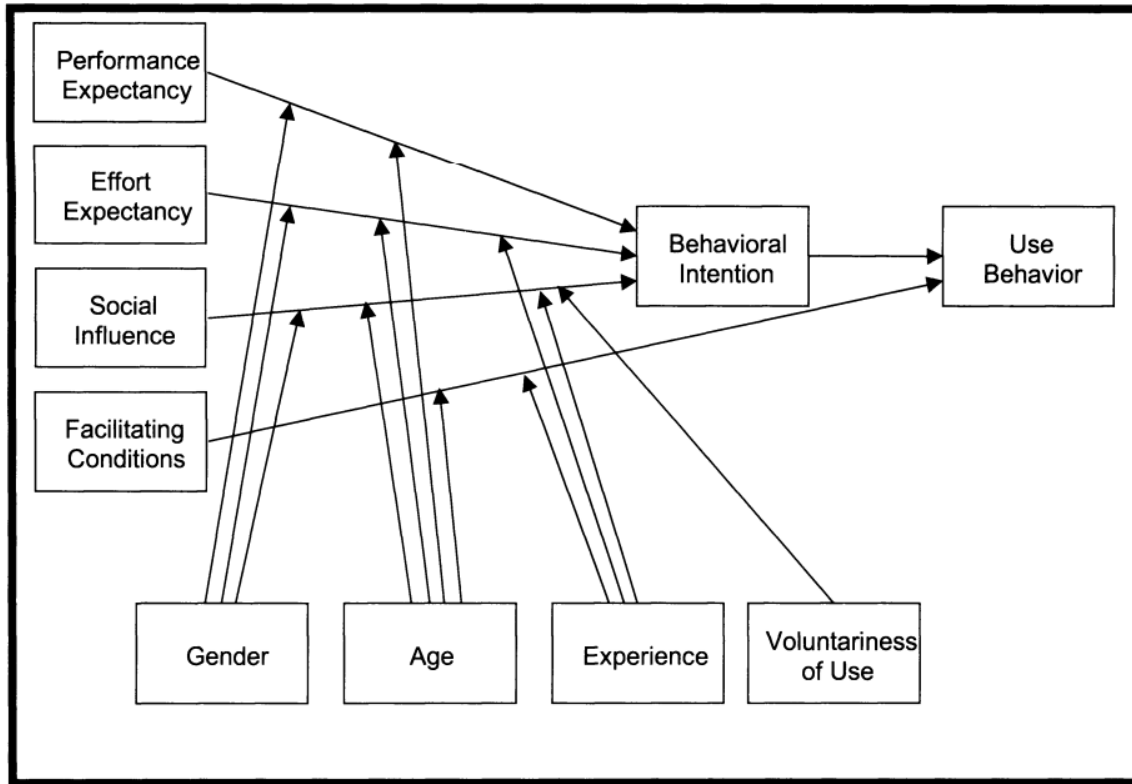 Performance
Expectancy
Effort
Expectancy
Social
Influence
Facilitating
Conditions
Behavioral
Intention
Use
Behavior
Gender
Age
Experience
Voluntariness
of Use